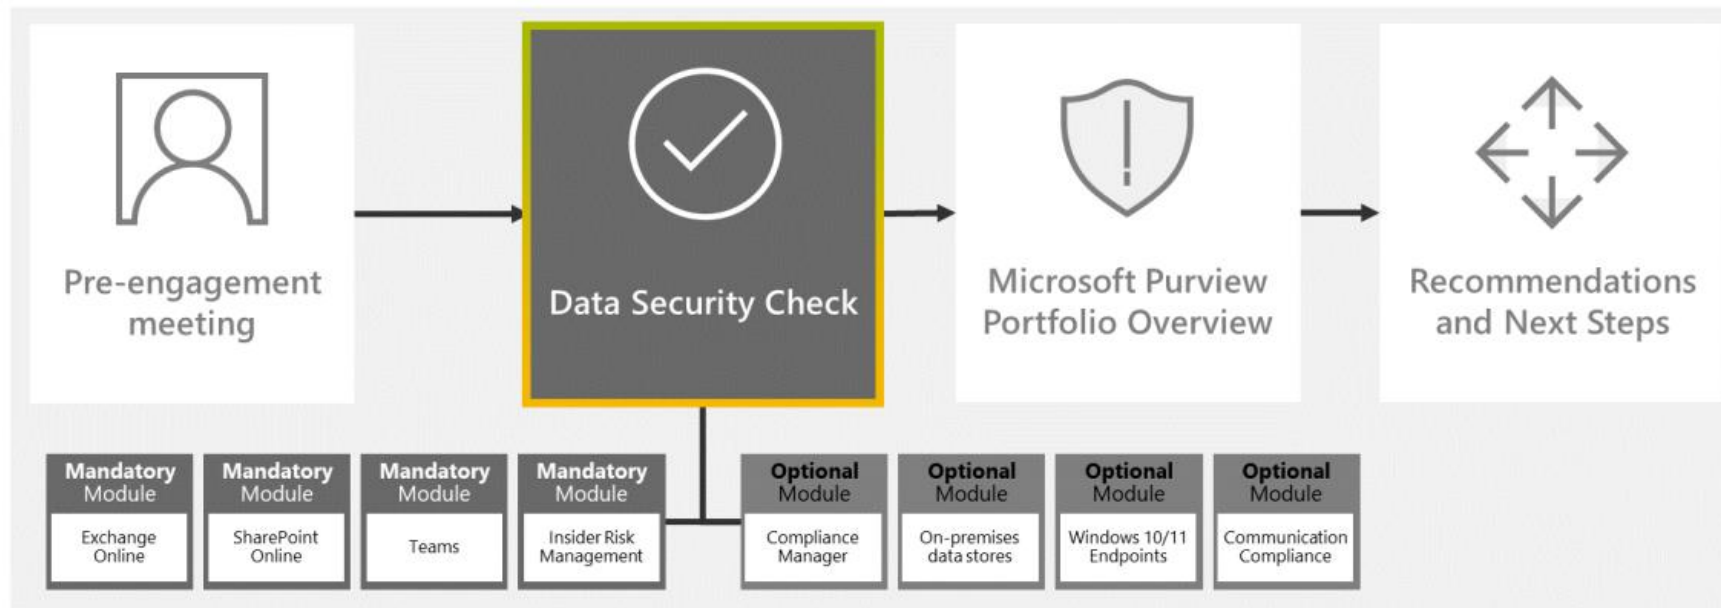 Pre-engagement
meeting
Data Security Check
Microsoft Purview
Portfolio Overview
Recommendations
and Next Steps
Mandatory
Module
Exchange
Online
Mandatory
Module
SharePoint
Online
Mandatory
Module
Teams
Mandatory
Module
Insider Risk
Management
Optional
Module
Compliance
Manager
Optional
Module
On-premises
data stores
Optional
Module
Windows 10/11
Endpoints
Optional
Module
Communication
Compliance